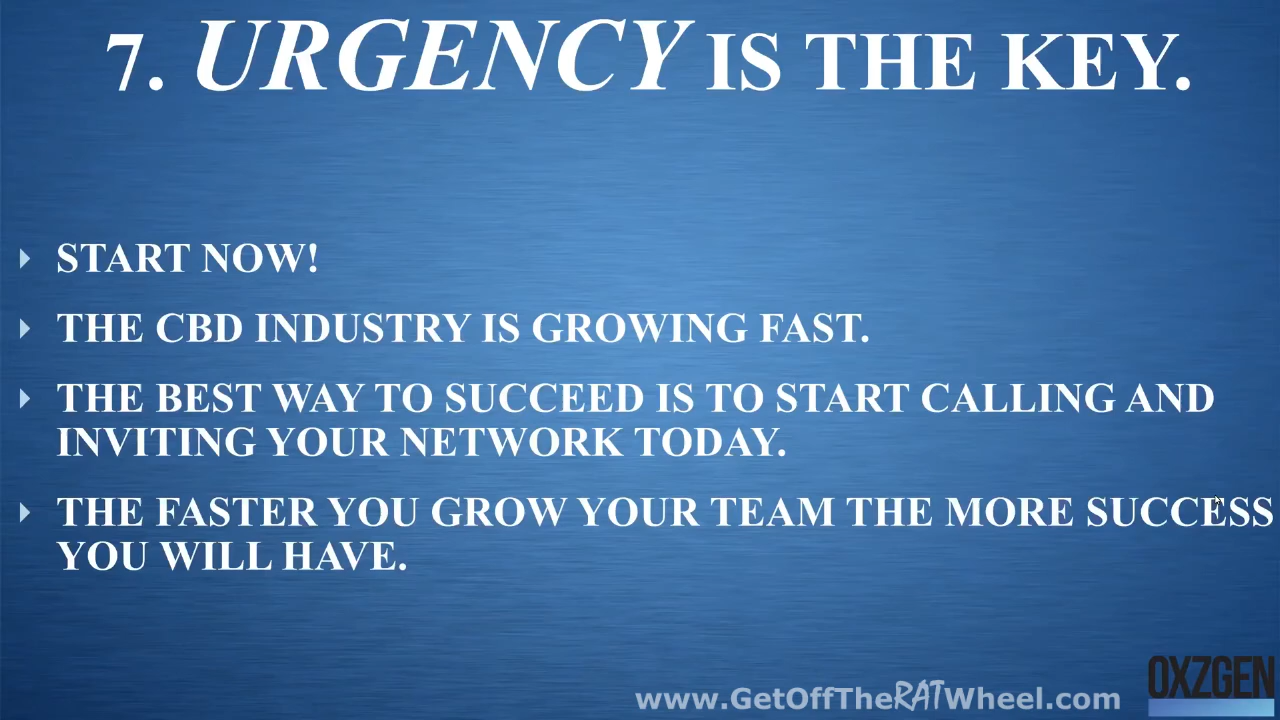 7. URGENCY IS THE KEY.
START NOW!
THE CBD INDUSTRY IS GROWING FAST.
THE BEST WAY TO SUCCEED IS TO START CALLING AND
INVITING YOUR NETWORK TODAY.
THE FASTER YOU GROW YOUR TEAM THE MORE SUCCESS
YOU WILL HAVE.
OXZGEN
www.GetOffTheRATWheel.com